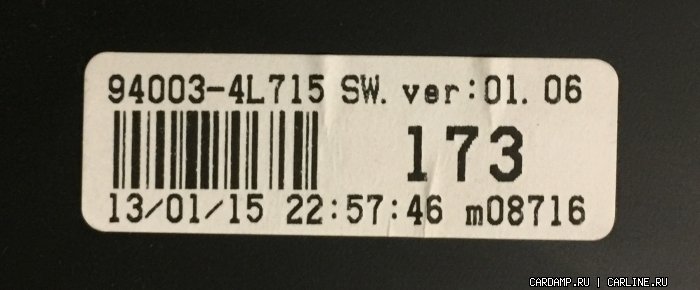 94003-4L715 SW. ver:01. 06
173
13/01/15 22:57:46 m08716
CARDAMP.RU | CARLINE.RU